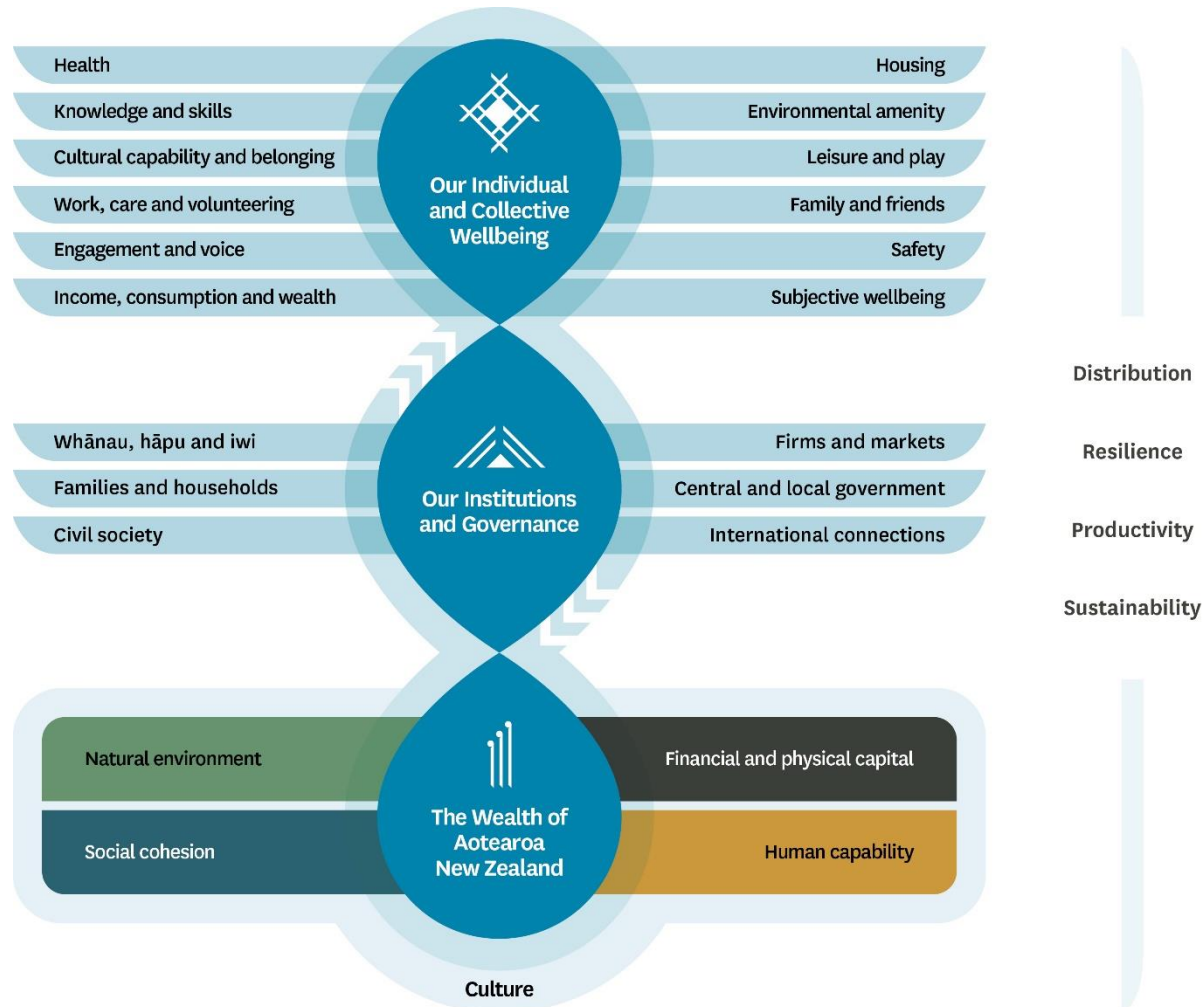 Health
Housing
Knowledge and skills
Environmental amenity
Cultural capability and belonging
Leisure and play
Work, care and volunteering
Family and friends
Engagement and voice
Safety
Income, consumption and wealth
Subjective wellbeing
Our Individual
and Collective
Wellbeing
Distribution
Resilience
Productivity
Sustainability
Whānau, hāpu and iwi
Firms and markets
Families and households
Central and local government
Civil society
International connections
Our Institutions
and Governance
Natural environment
Financial and physical capital
Social cohesion
Human capability
The Wealth of
Aotearoa
New Zealand
Culture